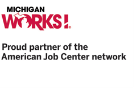 MICHIGAN
WORKS!
Proud partner of the
American Job Center network